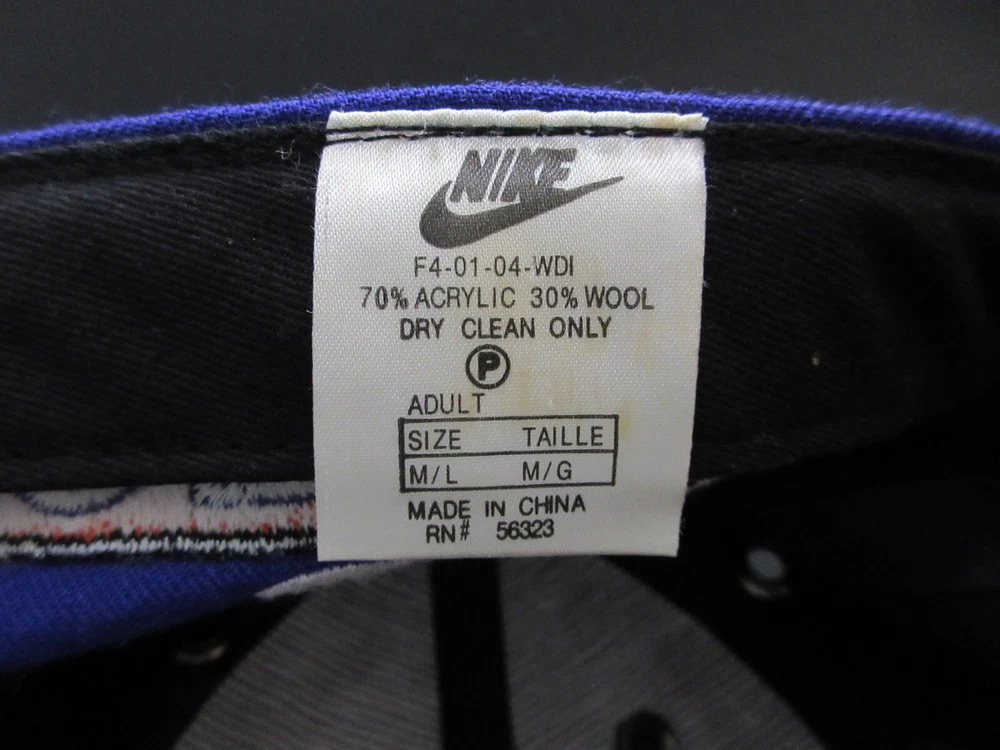 NIKE
F4-01-04-WDI
70% ACRYLIC 30% WOOL
DRY CLEAN ONLY
P
ADULT
SIZE TAILLE
M/L M/G
MADE IN CHINA
RN# 56323